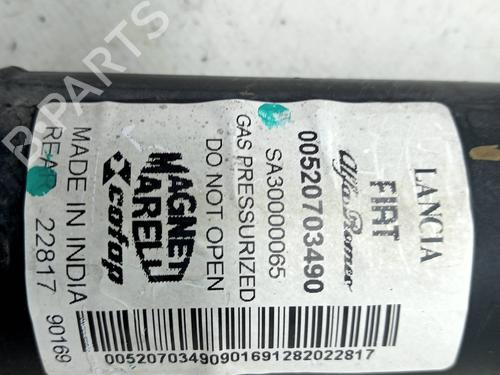 LANCIA
FIAT
Alfa Romeo
00520703490
SA30000065
GAS PRESSURIZED
DO NOT OPEN
MAGNETI
MARELLI
cofap
MADE IN INDIA
REAR 22817 90169
00520703490901691282022817
B-PARTS